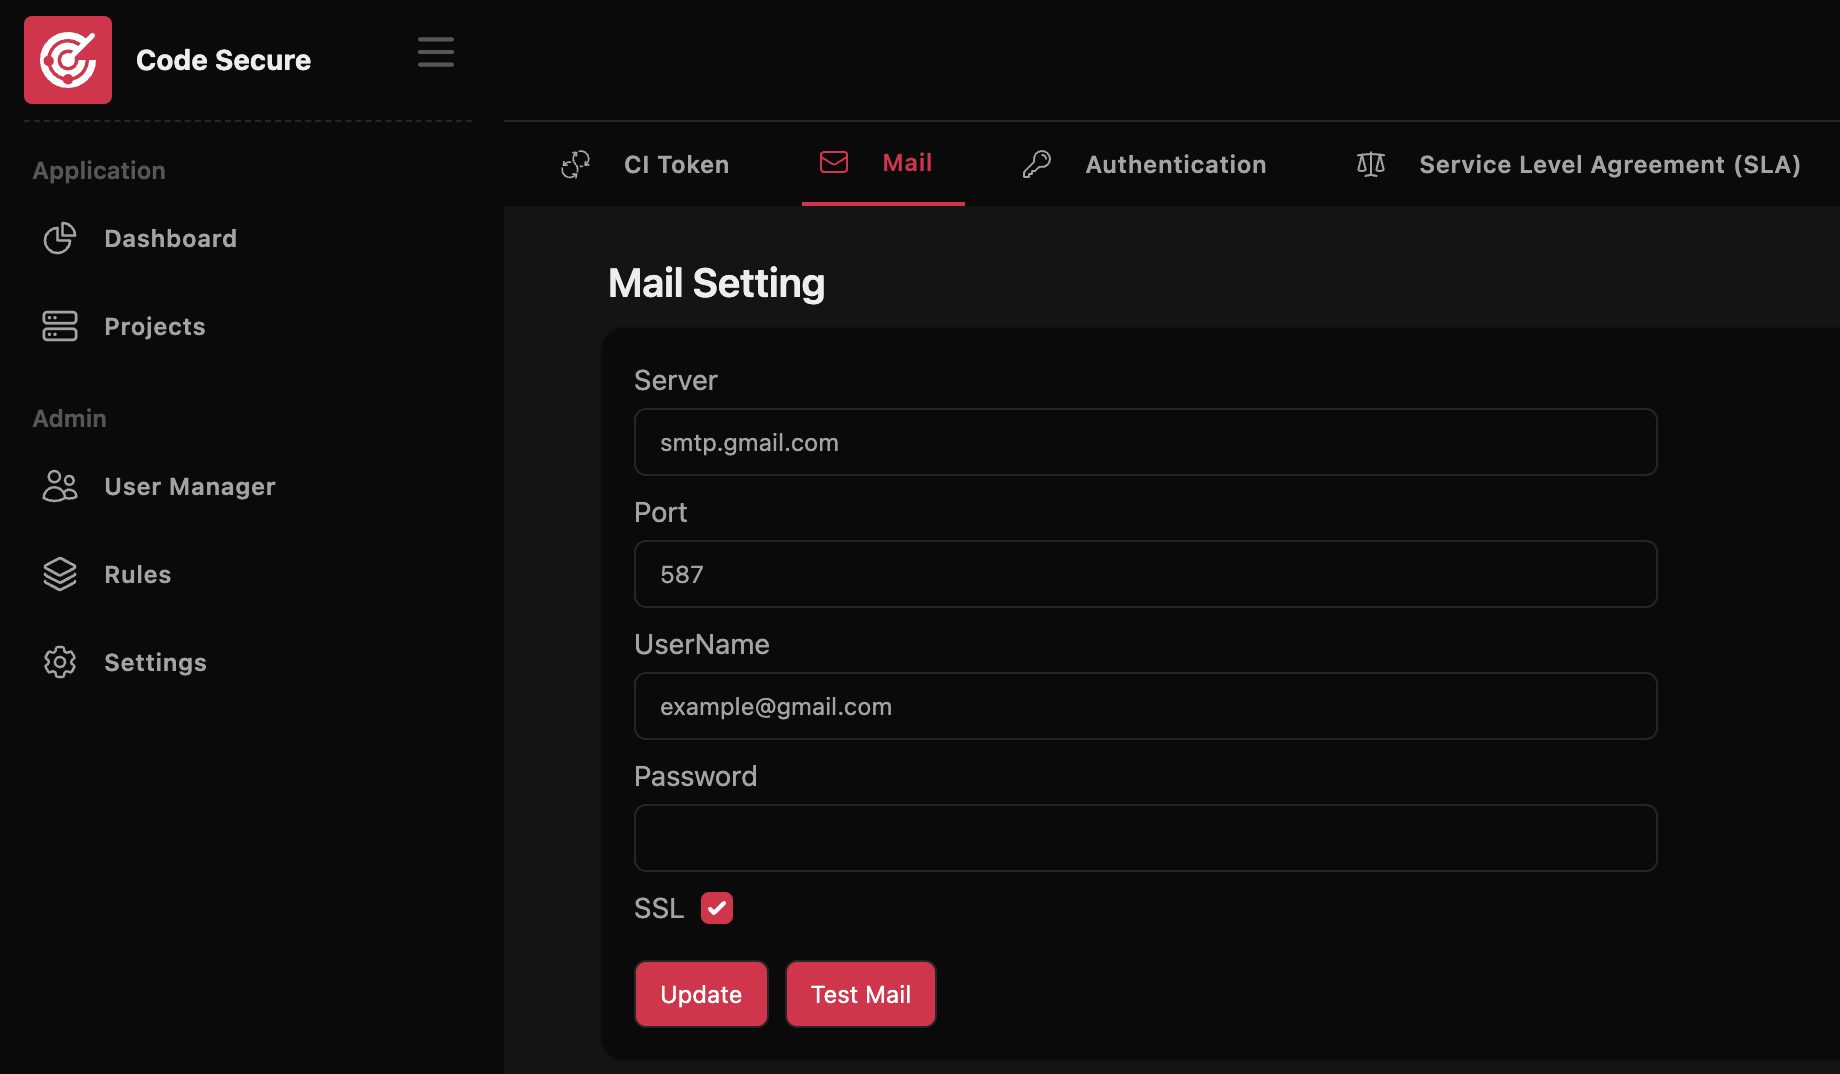 Code Secure
Application
Dashboard
Projects
Admin
User Manager
Rules
Settings
CI Token
Mail
Authentication
Service Level Agreement (SLA)
Mail Setting
Server
smtp.gmail.com
Port
587
UserName
example@gmail.com
Password
SSL
Update
Test Mail